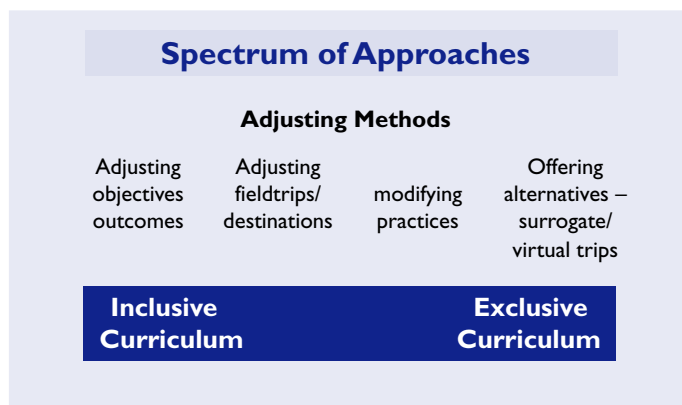 Spectrum of Approaches
Adjusting Methods
Adjusting
objectives
outcomes
Adjusting
fieldtrips/
destinations
modifying
practices
Offering
alternatives –
surrogate/
virtual trips
Inclusive
Curriculum
Exclusive
Curriculum